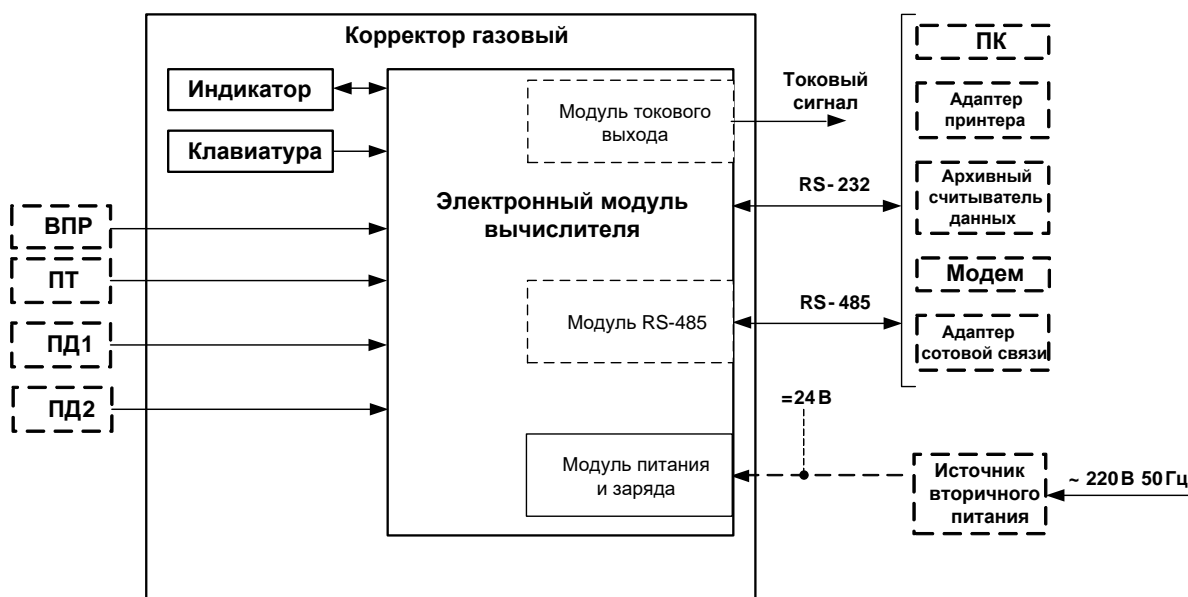 Корректор газовый
Индикатор
Клавиатура
ВПР
ПТ
ПД1
ПД2
Электронный модуль
вычислителя
Модуль токового
выхода
Модуль RS-485
Модуль питания
и заряда
Токовый
сигнал
RS-232
RS-485
=24 В
ПК
Адаптер
принтера
Архивный
считыватель
данных
Модем
Адаптер
сотовой связи
Источник
вторичного
питания
~ 220 В 50 Гц